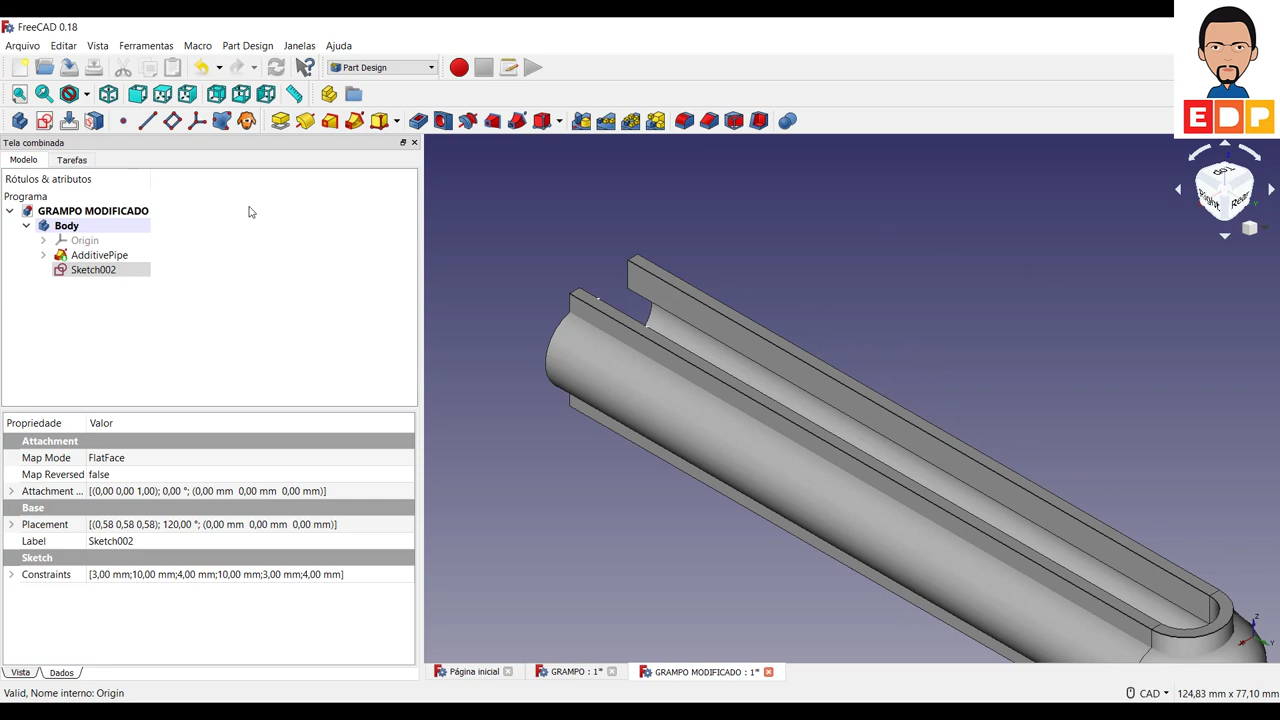 FreeCAD 0.18
Arquivo Editar Vista Ferramentas Macro Part Design Janelas Ajuda
Part Design
E D P
Tela combinada
Modelo Tarefas
Rótulos & atributos
Programa
GRAMPO MODIFICADO
Body
Origin
AdditivePipe
Sketch002
Top
Right
Rear
Propriedade Valor
Attachment
Map Mode FlatFace
Map Reversed false
Attachment ... [(0,00 0,00 1,00); 0,00 °; (0,00 mm 0,00 mm 0,00 mm)]
Base
Placement [(0,58 0,58 0,58); 120,00 °; (0,00 mm 0,00 mm 0,00 mm)]
Label Sketch002
Sketch
Constraints [3,00 mm;10,00 mm;4,00 mm;10,00 mm;3,00 mm;4,00 mm]
Z
X
Y
Vista Dados
Página inicial GRAMPO : 1* GRAMPO MODIFICADO : 1*
Valid, Nome interno: Origin
CAD 124,83 mm x 77,10 mm